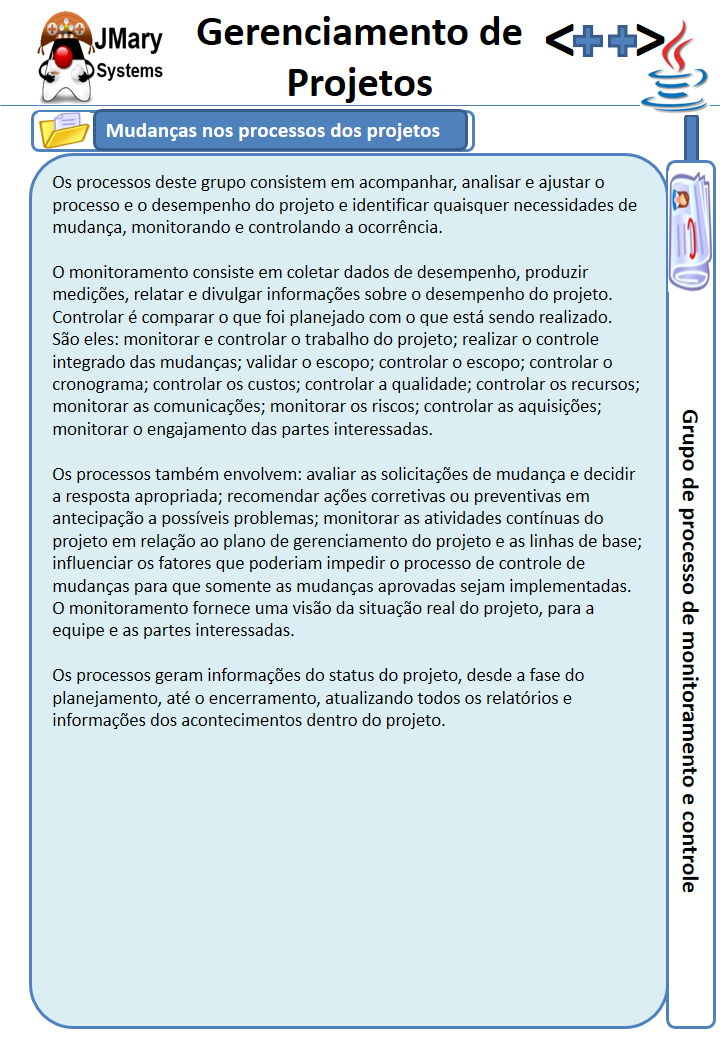 JMary
Systems
Gerenciamento de
Projetos
<++>
Mudanças nos processos dos projetos
Os processos deste grupo consistem em acompanhar, analisar e ajustar o
processo e o desempenho do projeto e identificar quaisquer necessidades de
mudança, monitorando e controlando a ocorrência.
O monitoramento consiste em coletar dados de desempenho, produzir
medições, relatar e divulgar informações sobre o desempenho do projeto.
Controlar é comparar o que foi planejado com o que está sendo realizado.
São eles: monitorar e controlar o trabalho do projeto; realizar o controle
integrado das mudanças; validar o escopo; controlar o escopo; controlar o
cronograma; controlar os custos; controlar a qualidade; controlar os recursos;
monitorar as comunicações; monitorar os riscos; controlar as aquisições;
monitorar o engajamento das partes interessadas.
Os processos também envolvem: avaliar as solicitações de mudança e decidir
a resposta apropriada; recomendar ações corretivas ou preventivas em
antecipação a possíveis problemas; monitorar as atividades contínuas do
projeto em relação ao plano de gerenciamento do projeto e as linhas de base;
influenciar os fatores que poderiam impedir o processo de controle de
mudanças para que somente as mudanças aprovadas sejam implementadas.
O monitoramento fornece uma visão da situação real do projeto, para a
equipe e as partes interessadas.
Os processos geram informações do status do projeto, desde a fase do
planejamento, até o encerramento, atualizando todos os relatórios e
informações dos acontecimentos dentro do projeto.
Grupo de processo de monitoramento e controle